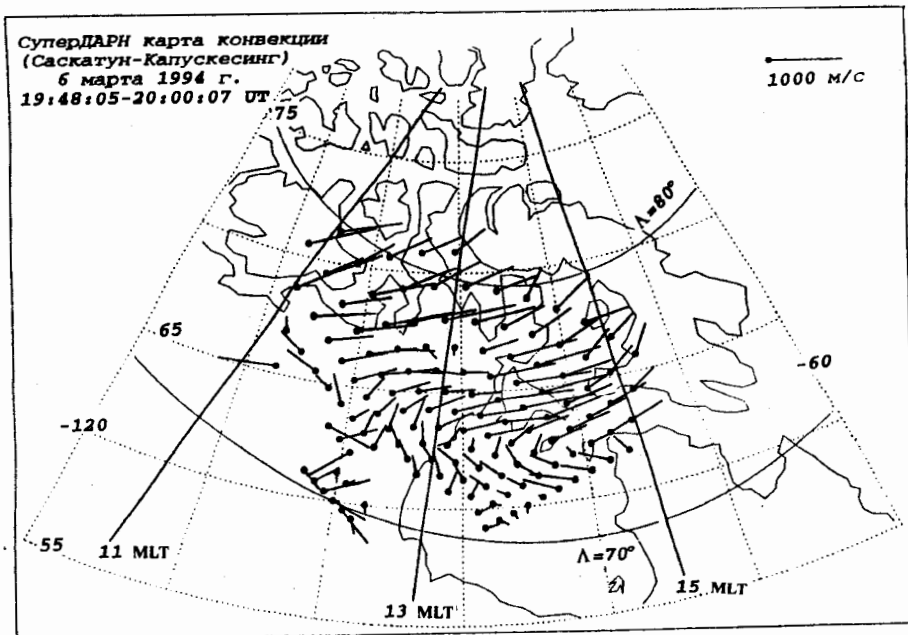 СуперДАРН карта конвекции
(Саскатун-Капускесинг)
6 марта 1994 г.
19:48:05-20:00:07 UT
1000 м/с
75
Λ=80°
65
-60
-120
55
11 MLT
Λ=70°
15 MLT
13 MLT